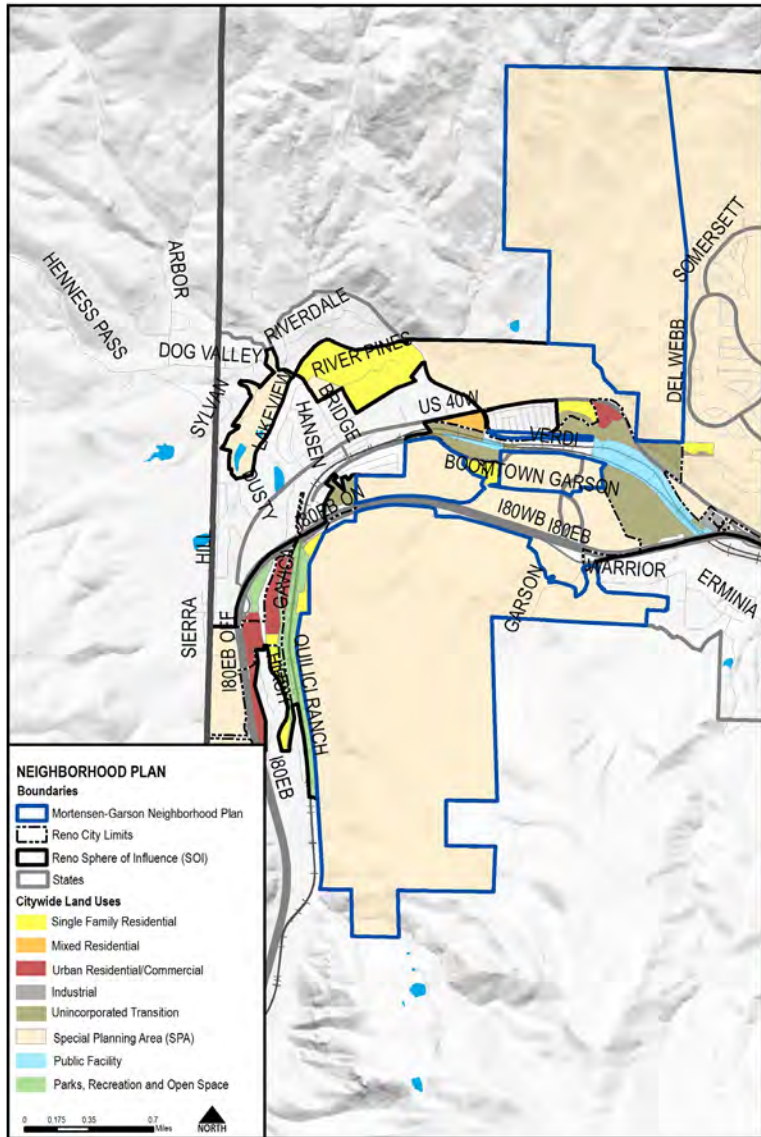 SOMERSETT
ARBOR
HENNESS PASS
RIVERDALE
DOG VALLEY
RIVER PINES
DEL WEBB
SYLVAN
LAKEVIEW
BRIDGE
US 40W
HANSEN
VERDI
BOOMTOWN GARSON
DUSTY
I80EB ON
I80WB I80EB
HILL
GAVICA
WARRIOR
ERMINIA
GARSON
SIERRA
I80EB OFF
QUILICI RANCH
I80EB
NEIGHBORHOOD PLAN
Boundaries
Mortensen-Garson Neighborhood Plan
Reno City Limits
Reno Sphere of Influence (SOI)
States
Citywide Land Uses
Single Family Residential
Mixed Residential
Urban Residential/Commercial
Industrial
Unincorporated Transition
Special Planning Area (SPA)
Public Facility
Parks, Recreation and Open Space
0 0.175 0.35 0.7
Miles
NORTH